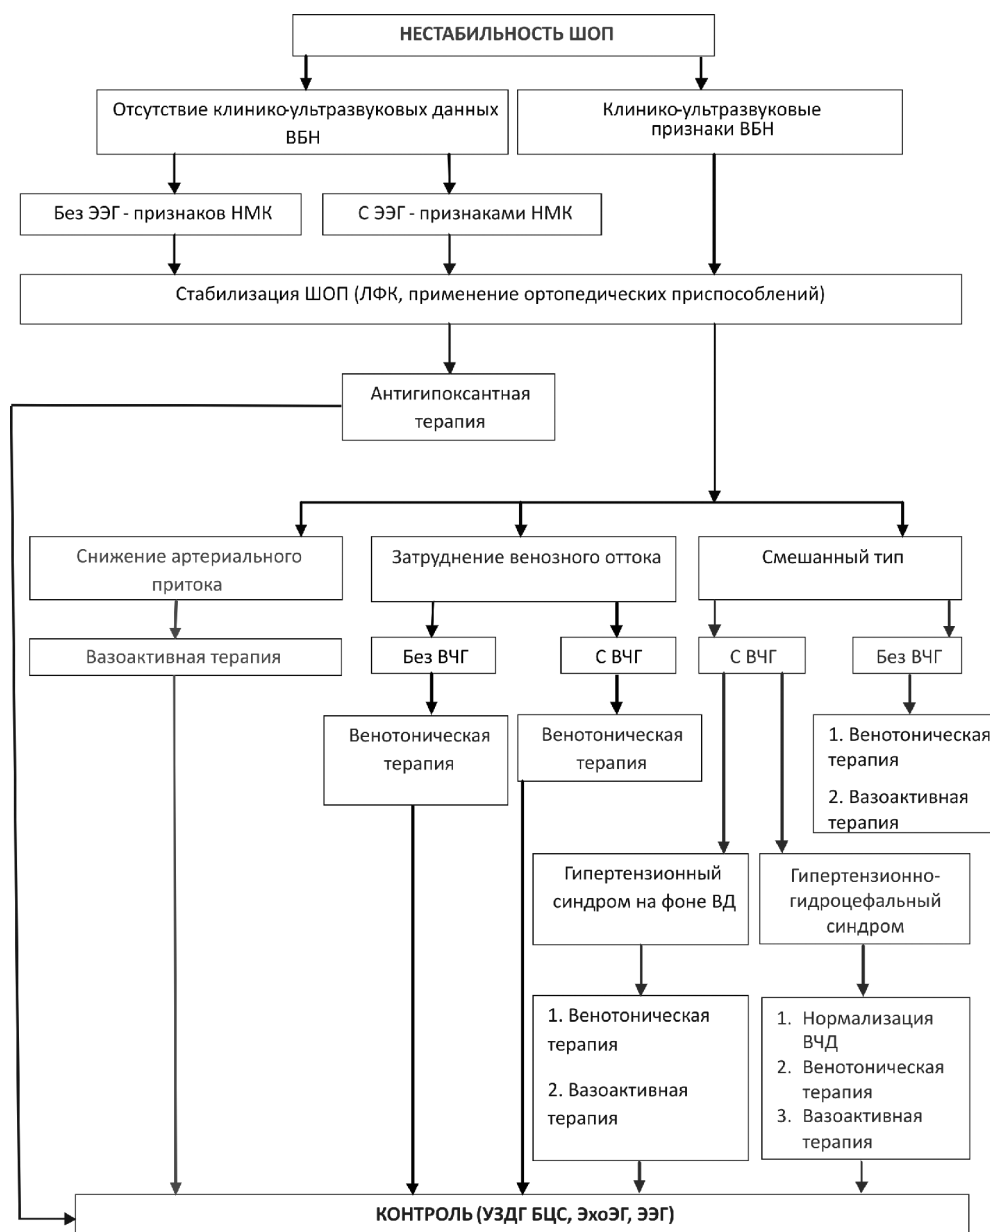 НЕСТАБИЛЬНОСТЬ ШОП
Отсутствие клинико-ультразвуковых данных
ВБН
Клинико-ультразвуковые
признаки ВБН
Без ЭЭГ - признаков НМК
С ЭЭГ - признаками НМК
Стабилизация ШОП (ЛФК, применение ортопедических приспособлений)
Антигипоксантная
терапия
Снижение артериального
притока
Затруднение венозного оттока
Смешанный тип
Вазоактивная терапия
Без ВЧГ
С ВЧГ
С ВЧГ
Без ВЧГ
Венотоническая
терапия
Венотоническая
терапия
1. Венотоническая
терапия
2. Вазоактивная
терапия
Гипертензионный
синдром на фоне ВД
Гипертензионно-
гидроцефальный
синдром
1. Венотоническая
терапия
2. Вазоактивная
терапия
1. Нормализация
ВЧД
2. Венотоническая
терапия
3. Вазоактивная
терапия
КОНТРОЛЬ (УЗДГ БЦС, ЭхоЭГ, ЭЭГ)